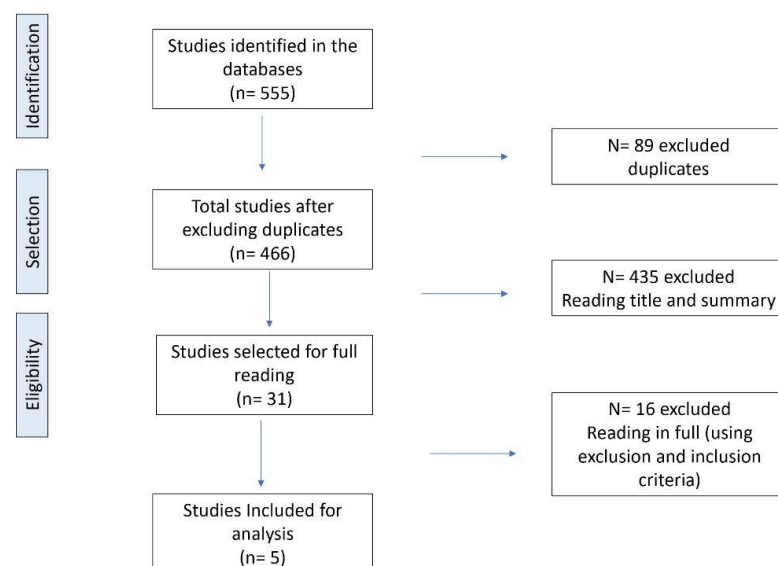 Identification
Studies identified in the
databases
(n= 555)
N= 89 excluded
duplicates
Selection
Total studies after
excluding duplicates
(n= 466)
N= 435 excluded
Reading title and summary
Eligibility
Studies selected for full
reading
(n= 31)
N= 16 excluded
Reading in full (using
exclusion and inclusion
criteria)
Studies Included for
analysis
(n= 5)